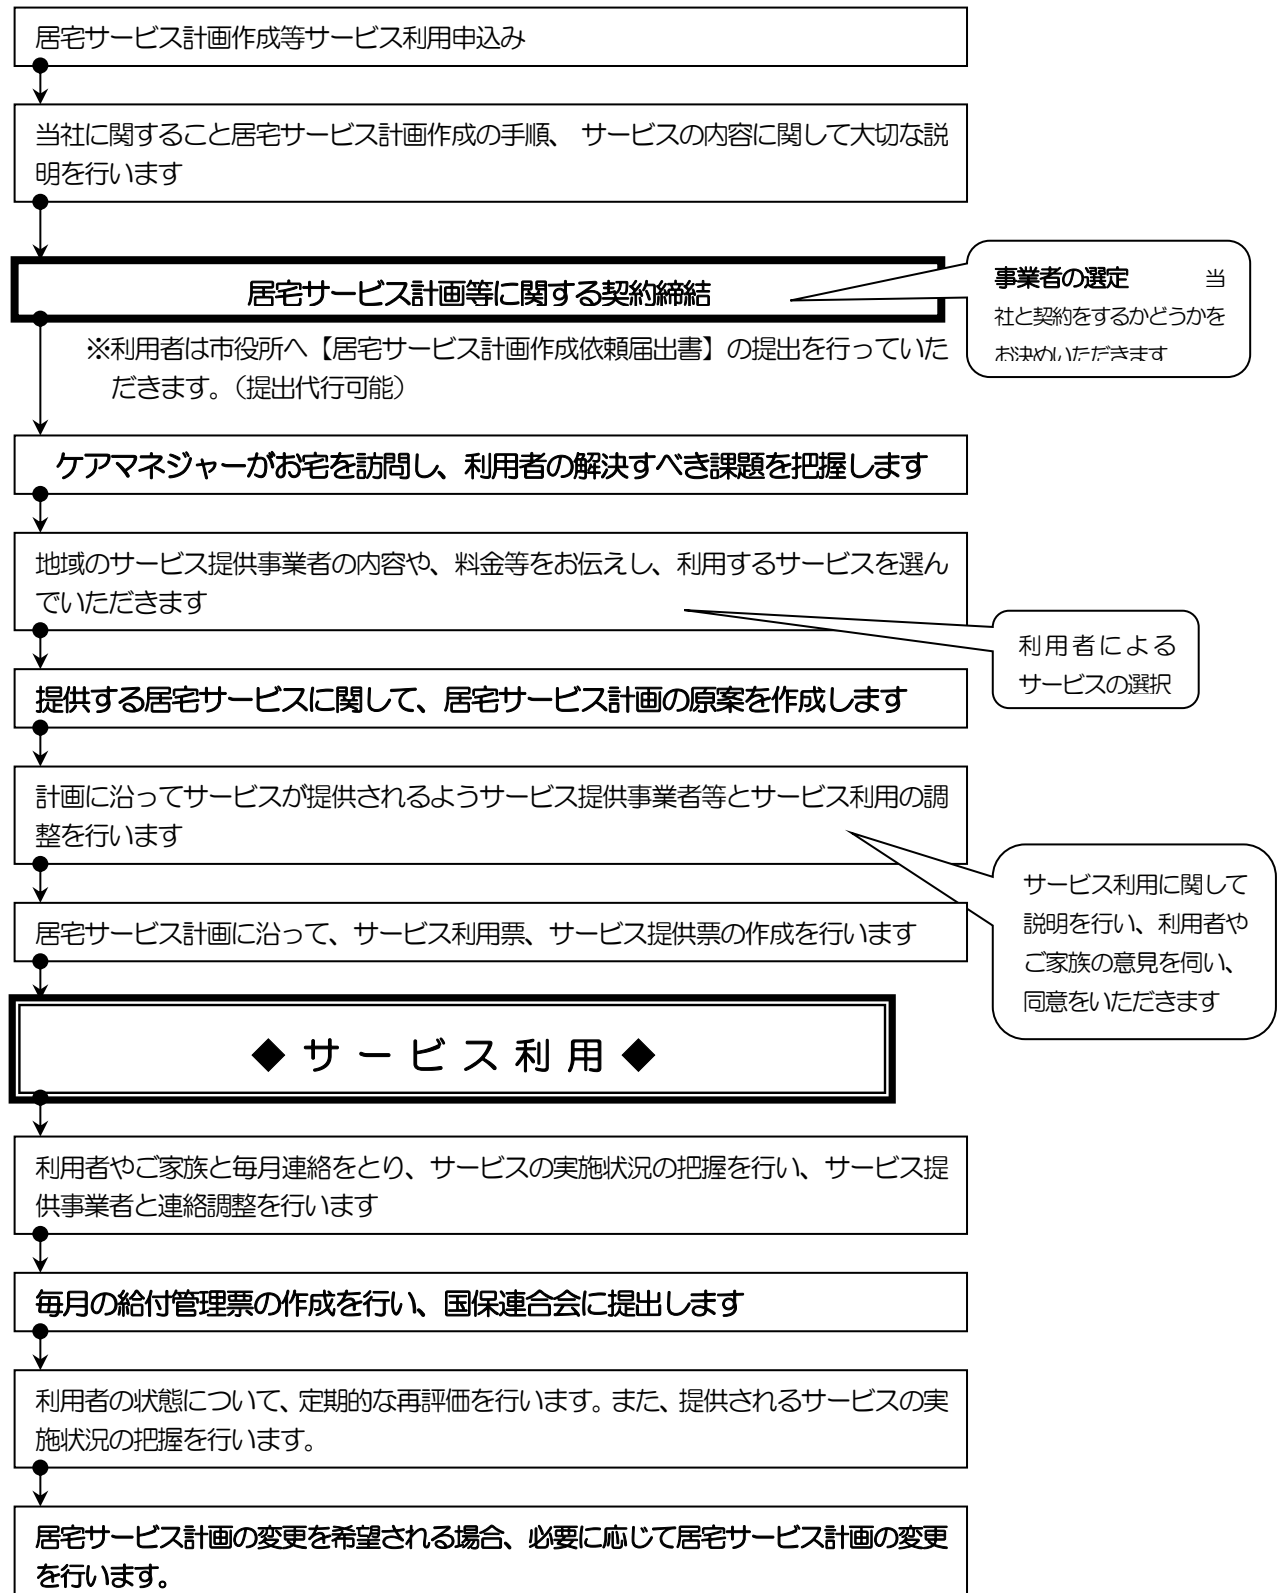 居宅サービス計画作成等サービス利用申込み
当社に関すること居宅サービス計画作成の手順、 サービスの内容に関して大切な説
明を行います
居宅サービス計画等に関する契約締結
事業者の選定 当
社と契約をするかどうかを
お決めいただきます
※利用者は市役所へ【居宅サービス計画作成依頼届出書】の提出を行っていた
だきます。（提出代行可能）
ケアマネジャーがお宅を訪問し、利用者の解決すべき課題を把握します
地域のサービス提供事業者の内容や、料金等をお伝えし、利用するサービスを選ん
でいただきます
利用者による
サービスの選択
提供する居宅サービスに関して、居宅サービス計画の原案を作成します
計画に沿ってサービスが提供されるようサービス提供事業者等とサービス利用の調
整を行います
サービス利用に関して
説明を行い、利用者や
ご家族の意見を伺い、
同意をいただきます
居宅サービス計画に沿って、サービス利用票、サービス提供票の作成を行います
◆サービス利用◆
利用者やご家族と毎月連絡をとり、サービスの実施状況の把握を行い、サービス提
供事業者と連絡調整を行います
毎月の給付管理票の作成を行い、国保連合会に提出します
利用者の状態について、定期的な再評価を行います。また、提供されるサービスの実
施状況の把握を行います。
居宅サービス計画の変更を希望される場合、必要に応じて居宅サービス計画の変更
を行います。